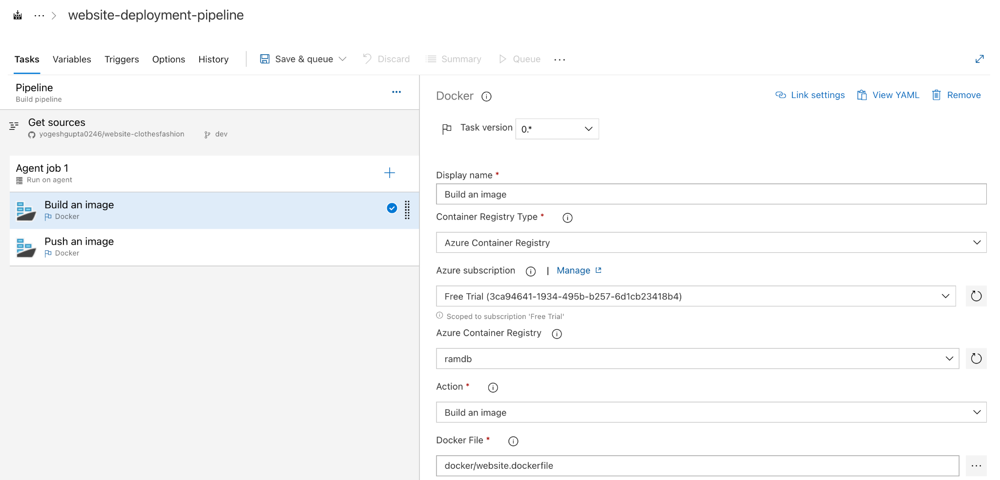 website-deployment-pipeline
Tasks Variables Triggers Options History Save & queue Discard Summary Queue
Pipeline
Build pipeline
Get sources
yogeshgupta0246/website-clothesfashion dev
Agent job 1
Run on agent
Build an image
Docker
Push an image
Docker
Docker Link settings View YAML Remove
Task version 0.*
Display name *
Build an image
Container Registry Type *
Azure Container Registry
Azure subscription | Manage
Free Trial (3ca94641-1934-495b-b257-6d1cb23418b4)
Scoped to subscription 'Free Trial'
Azure Container Registry
ramdb
Action *
Build an image
Docker File *
docker/website.dockerfile